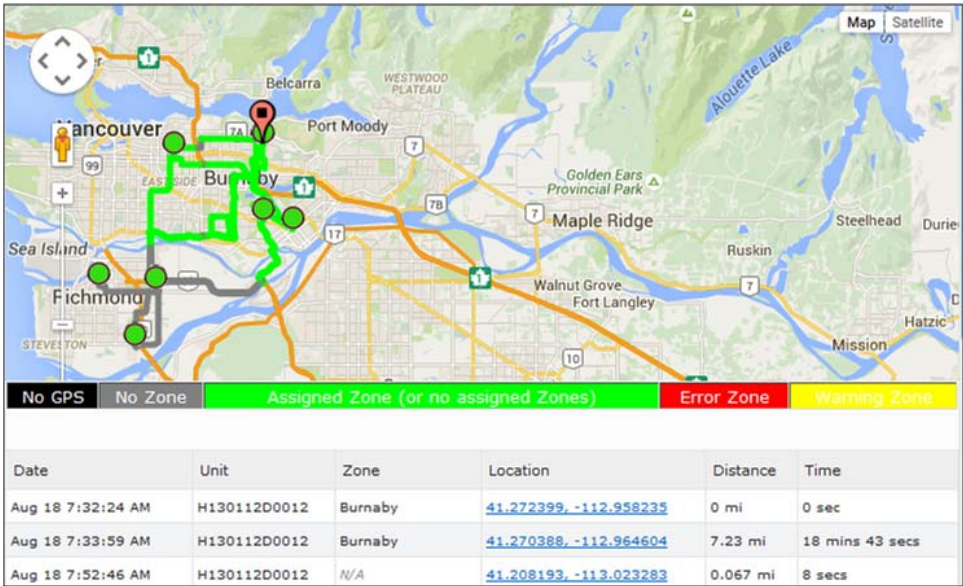 Map Satellite
1
Belcarra
WESTWOOD
PLATEAU
Alouette Lake
Vancouver
7A
Port Moody
7
99
EAST SIDE
Burnaby
1
Golden Ears
Provincial Park
7B
7
Maple Ridge
Steelhead
17
Sea Island
Ruskin
1
Walnut Grove
7
Richmond
Fort Langley
Hatzic
STEVESTON
Mission
10
No GPS No Zone Assigned Zone (or no assigned Zones) Error Zone Warning Zone
Date Unit Zone Location Distance Time
Aug 18 7:32:24 AM H130112D0012 Burnaby 41.272399, -112.958235 0 mi 0 sec
Aug 18 7:33:59 AM H130112D0012 Burnaby 41.270388, -112.964604 7.23 mi 18 mins 43 secs
Aug 18 7:52:46 AM H130112D0012 N/A 41.208193, -113.023283 0.067 mi 8 secs